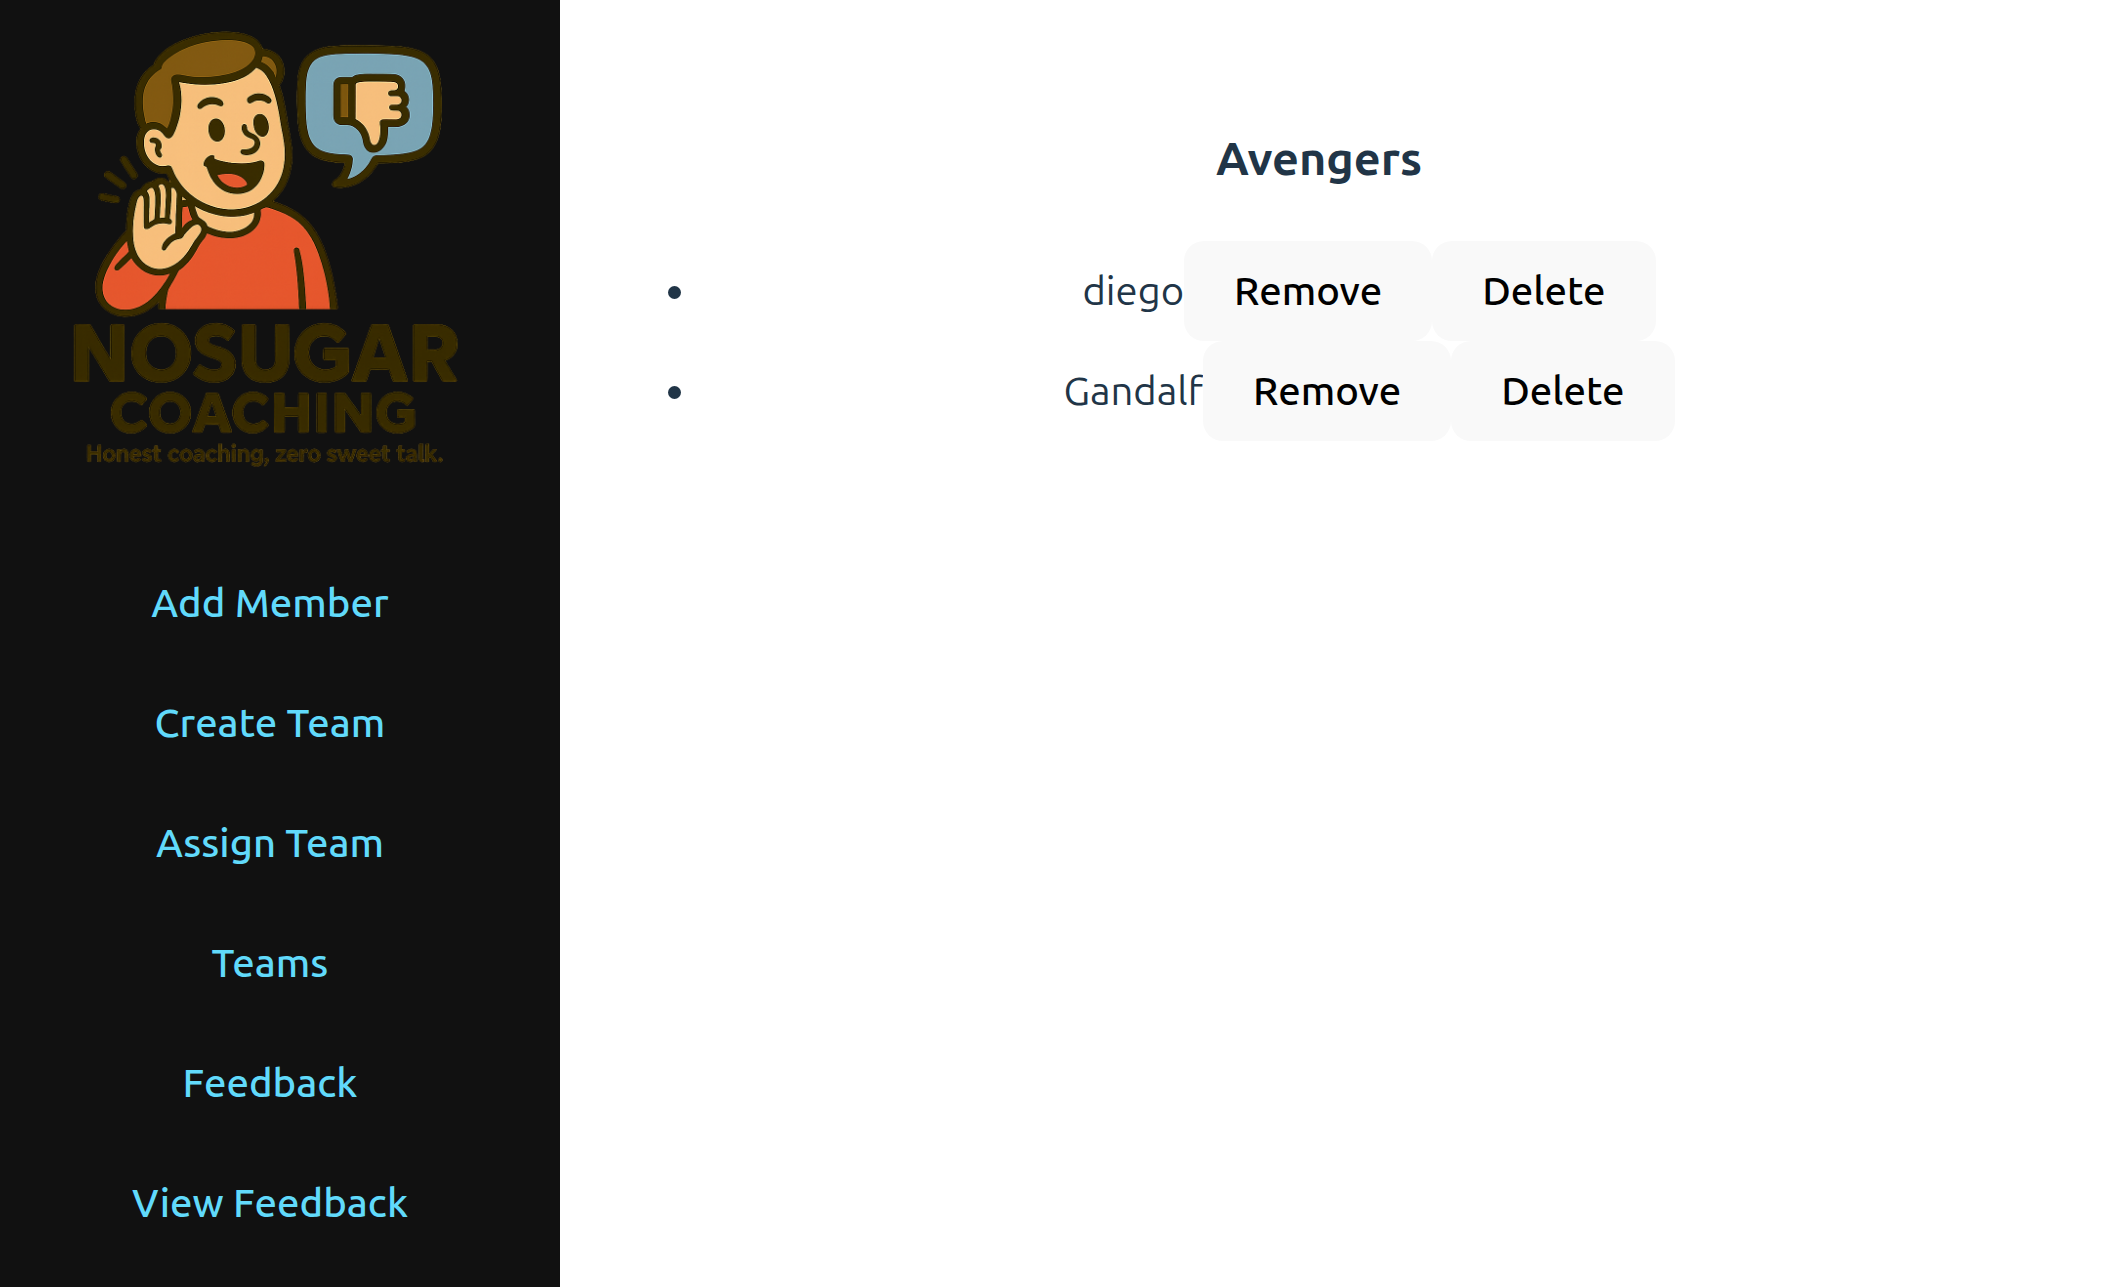 NOSUGAR
COACHING
Honest coaching, zero sweet talk.
Add Member
Create Team
Assign Team
Teams
Feedback
View Feedback
Avengers
diego Remove Delete
Gandalf Remove Delete